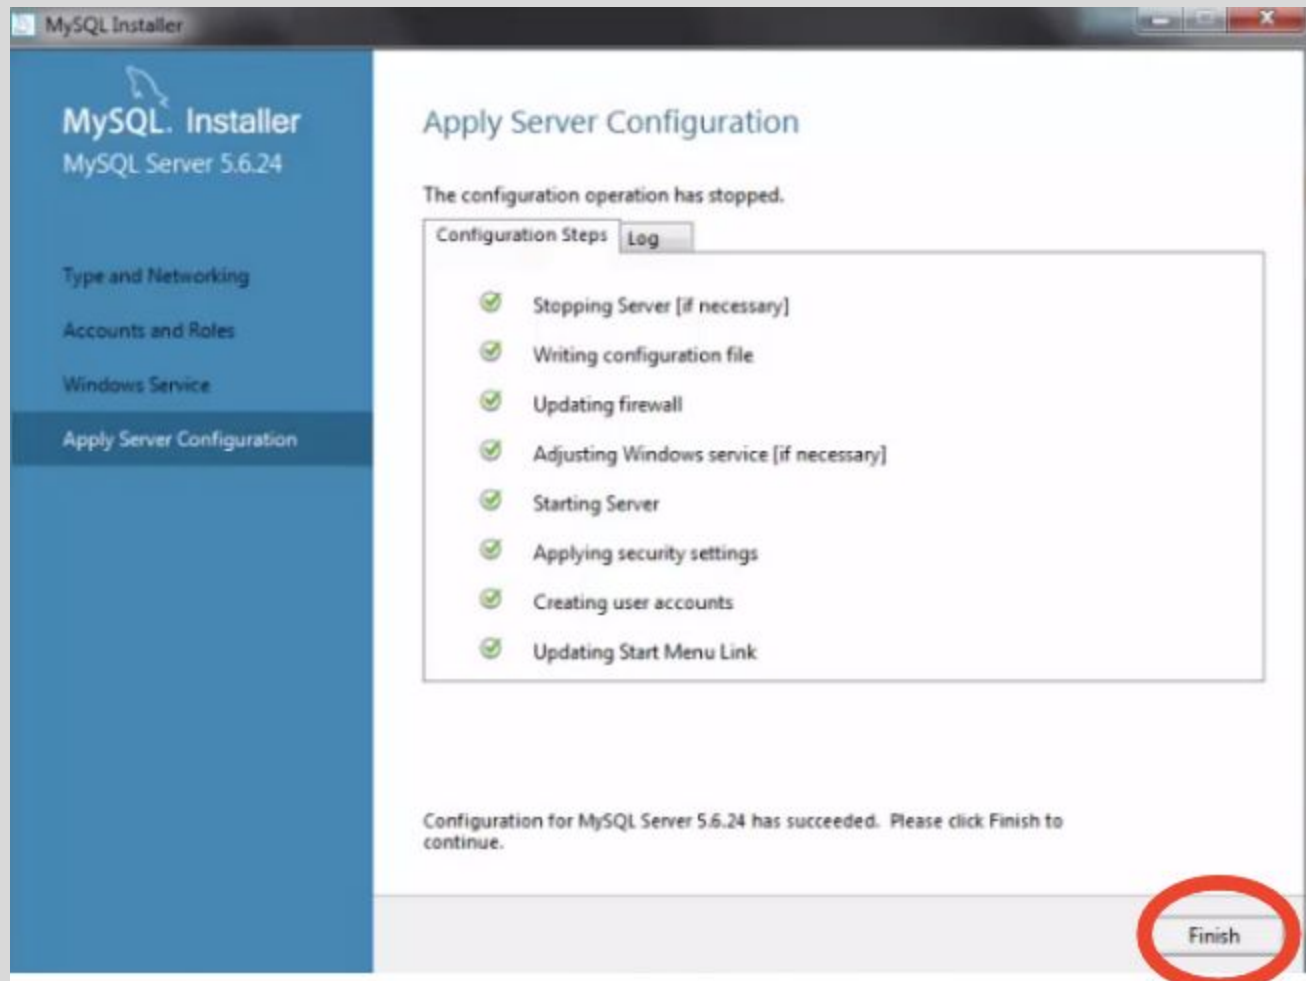 MySQL Installer
MySQL. Installer
MySQL Server 5.6.24
Type and Networking
Accounts and Roles
Windows Service
Apply Server Configuration
Apply Server Configuration
The configuration operation has stopped.
Configuration Steps
Log
Stopping Server [if necessary]
Writing configuration file
Updating firewall
Adjusting Windows service [if necessary]
Starting Server
Applying security settings
Creating user accounts
Updating Start Menu Link
Configuration for MySQL Server 5.6.24 has succeeded. Please click Finish to
continue.
Finish